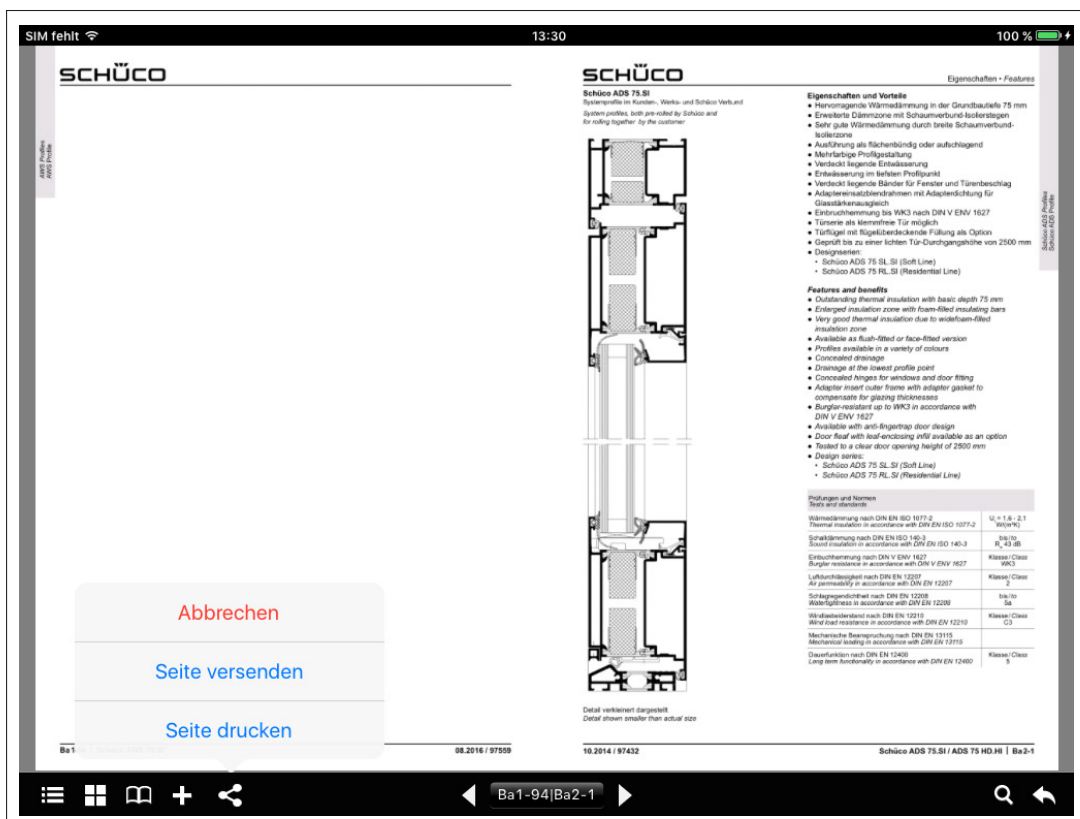 SIM fehlt
13:30
100 %
SCHÜCO
AWS Profiles
AWS Profile
08.2016 / 97559
SCHÜCO
Eigenschaften • Features
Schüco ADS 75.SI
Systemprofile im Kunden-, Werks- und Schüco Verbund
System profiles, both pre-rolled by Schüco and
for rolling together by the customer
Eigenschaften und Vorteile
• Hervorragende Wärmedämmung in der Grundbautiefe 75 mm
• Erweiterte Dämmzone mit Schaumverbund-Isolierstegen
• Sehr gute Wärmedämmung durch breite Schaumverbund-
Isolierzone
• Ausführung als flächenbündig oder aufschlagend
• Mehrfarbige Profilgestaltung
• Verdeckt liegende Entwässerung
• Entwässerung im tiefsten Profilpunkt
• Verdeckt liegende Bänder für Fenster und Türenbeschlag
• Adaptereinsatzblendrahmen mit Adapterdichtung für
Glasstärkenausgleich
• Einbruchhemmung bis WK3 nach DIN V ENV 1627
• Türserie als klemmfreie Tür möglich
• Türflügel mit flügelüberdeckende Füllung als Option
• Geprüft bis zu einer lichten Tür-Durchgangshöhe von 2500 mm
• Designserien:
• Schüco ADS 75 SL.SI (Soft Line)
• Schüco ADS 75 RL.SI (Residential Line)
Features and benefits
• Outstanding thermal insulation with basic depth 75 mm
• Enlarged insulation zone with foam-filled insulating bars
• Very good thermal insulation due to widefoam-filled
insulation zone
• Available as flush-fitted or face-fitted version
• Profiles available in a variety of colours
• Concealed drainage
• Drainage at the lowest profile point
• Concealed hinges for windows and door fitting
• Adapter insert outer frame with adapter gasket to
compensate for glazing thicknesses
• Burglar-resistant up to WK3 in accordance with
DIN V ENV 1627
• Available with anti-fingertrap door design
• Door fleaf with leaf-enclosing infill available as an option
• Tested to a clear door opening height of 2500 mm
• Design series:
• Schüco ADS 75 SL.SI (Soft Line)
• Schüco ADS 75 RL.SI (Residential Line)
Schüco ADS Profiles
Schüco ADS Profile
Prüfungen und Normen
Tests and standards
Wärmedämmung nach DIN EN ISO 1077-2
Thermal insulation in accordance with DIN EN ISO 1077-2
= 1,6 - 2,1
W/(m²K)
Schalldämmung nach DIN EN ISO 140-3
Sound insulation in accordance with DIN EN ISO 140-3
bis/to
43 dB
Einbuchhemmung nach DIN V ENV 1627
Burglar resistance in accordance with DIN V ENV 1627
Klasse / Class
WK3
Luftdurchlässigkeit nach DIN EN 12207
Air permeability in accordance with DIN EN 12207
Klasse / Class
2
Schlagregendichtheit nach DIN EN 12208
Watertightness in accordance with DIN EN 12208
bis/to
5a
Windlastwiderstand nach DIN EN 12210
Wind load resistance in accordance with DIN EN 12210
Klasse / Class
C3
Mechanische Beanspruchung nach DIN EN 13115
Mechanical loading in accordance with DIN EN 13115
Dauerfunktion nach DIN EN 12400
Long term functionality in accordance with DIN EN 12400
Klasse / Class
5
Detail verkleinert dargestellt
Detail shown smaller than actual size
10.2014 / 97432
Schüco ADS 75.SI / ADS 75 HD.HI | Ba2-1
Abbrechen
Seite versenden
Seite drucken
Ba1-94|Ba2-1